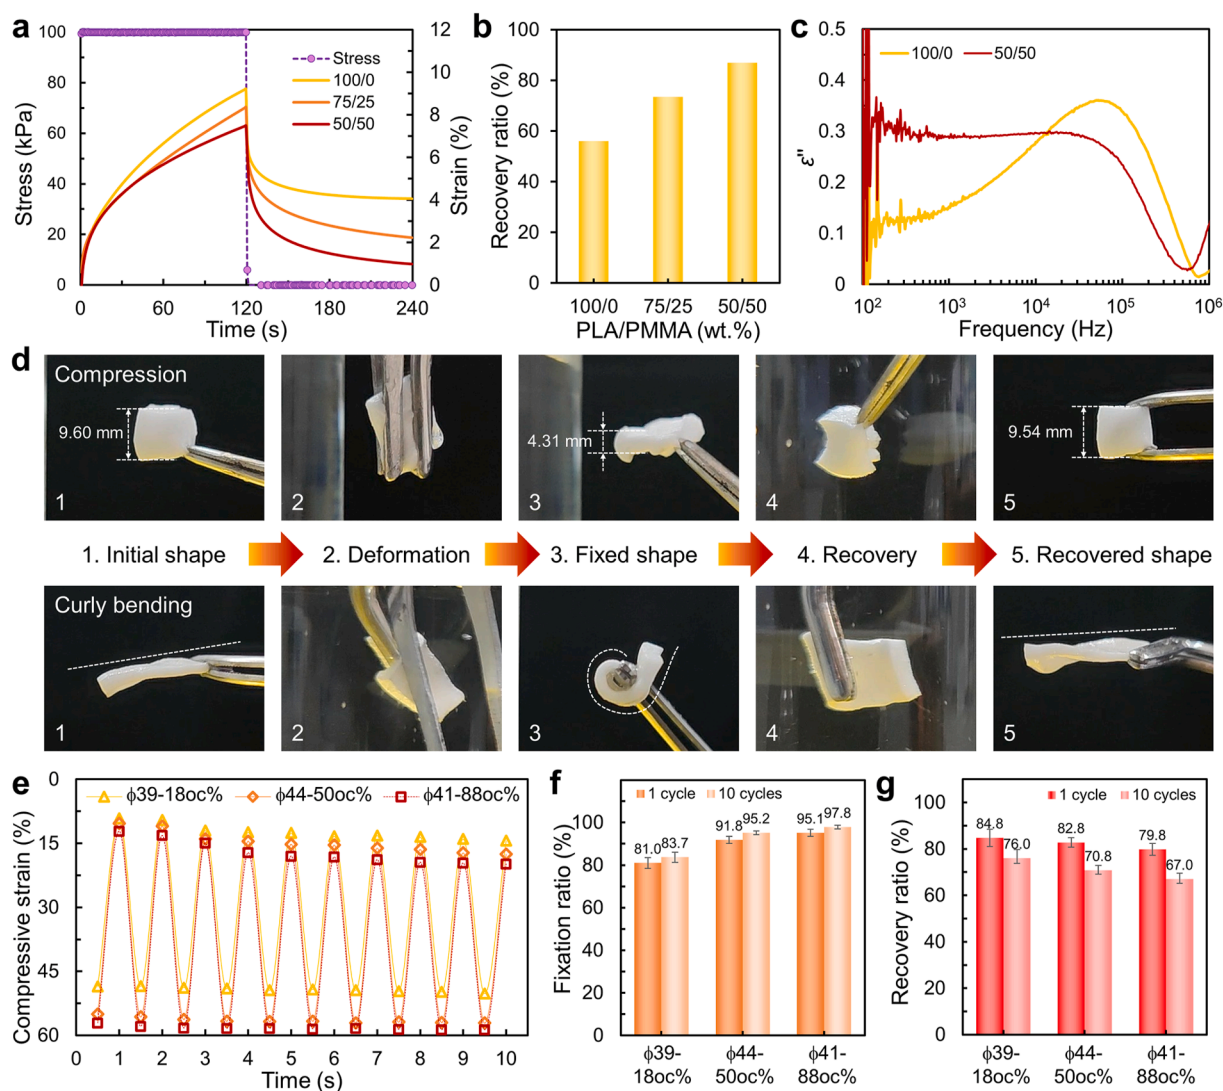 a
Stress (kPa)
100
80
60
40
20
0
Stress
100/0
75/25
50/50
12
10
8
6
4
2
0
Strain (%)
0 60 120 180 240
Time (s)
b
Recovery ratio (%)
100
80
60
40
20
0
100/0 75/25 50/50
PLA/PMMA (wt.%)
c
ε"
0.5
0.4
0.3
0.2
0.1
0
100/0 50/50
10² 10³ 10⁴ 10⁵ 10⁶
Frequency (Hz)
d
Compression
9.60 mm
1
2
4.31 mm
3
4
9.54 mm
5
1. Initial shape 2. Deformation 3. Fixed shape 4. Recovery 5. Recovered shape
Curly bending
1
2
3
4
5
e
Compressive strain (%)
0
15
30
45
60
ϕ39-18oc% ϕ44-50oc% ϕ41-88oc%
0 1 2 3 4 5 6 7 8 9 10
Time (s)
f
Fixation ratio (%)
100
80
60
40
20
0
1 cycle 10 cycles
81.0 83.7 91.8 95.2 95.1 97.8
ϕ39- ϕ44- ϕ41-
18oc% 50oc% 88oc%
g
Recovery ratio (%)
100
80
60
40
20
0
1 cycle 10 cycles
84.8 76.0 82.8 70.8 79.8 67.0
ϕ39- ϕ44- ϕ41-
18oc% 50oc% 88oc%